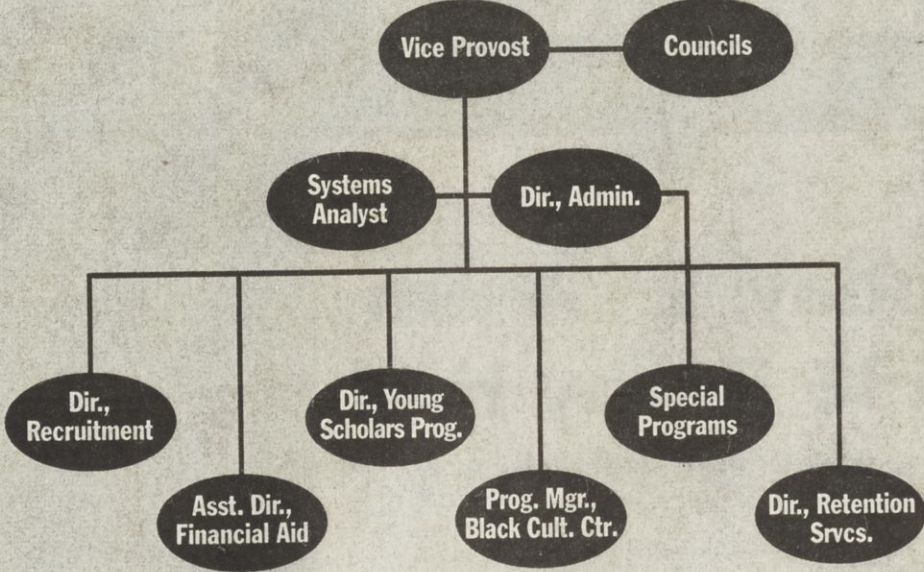 Vice Provost
Councils
Systems
Analyst
Dir., Admin.
Dir.,
Recruitment
Asst. Dir.,
Financial Aid
Dir., Young
Scholars Prog.
Prog. Mgr.,
Black Cult. Ctr.
Special
Programs
Dir., Retention
Srvcs.